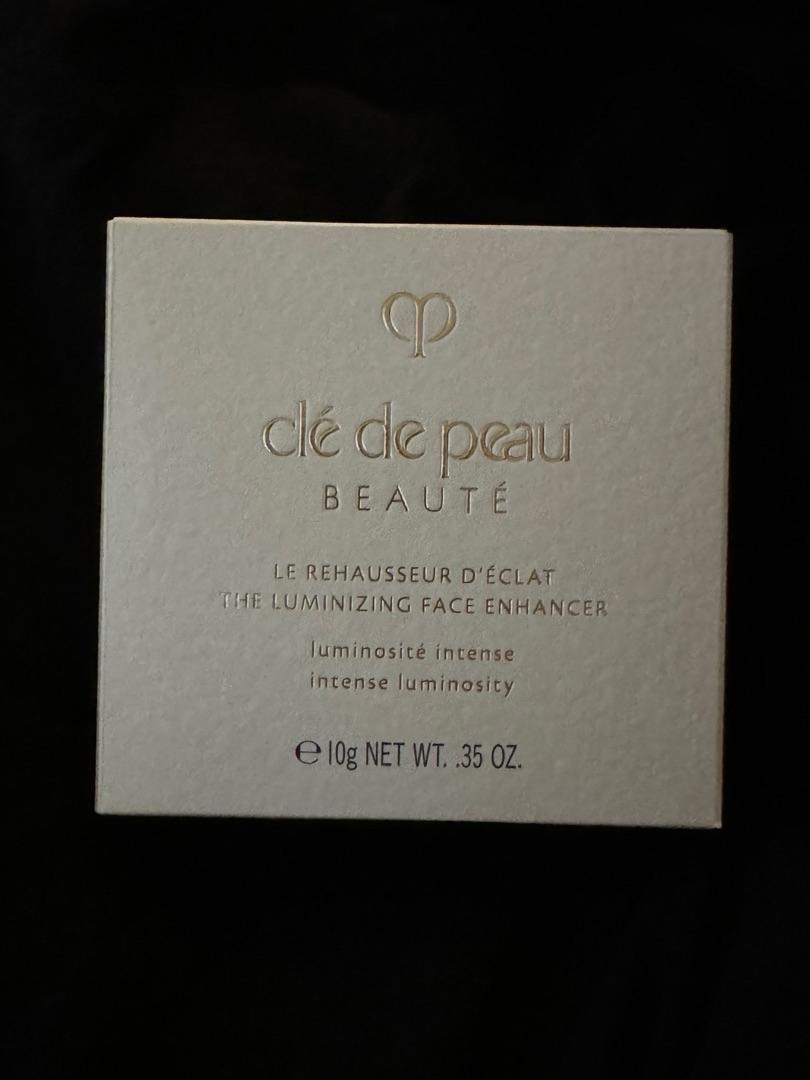 clé de peau
BEAUTÉ
LE REHAUSSEUR D'ÉCLAT
THE LUMINIZING FACE ENHANCER
luminosité intense
intense luminosity
℮10g NET WT. .35 OZ.